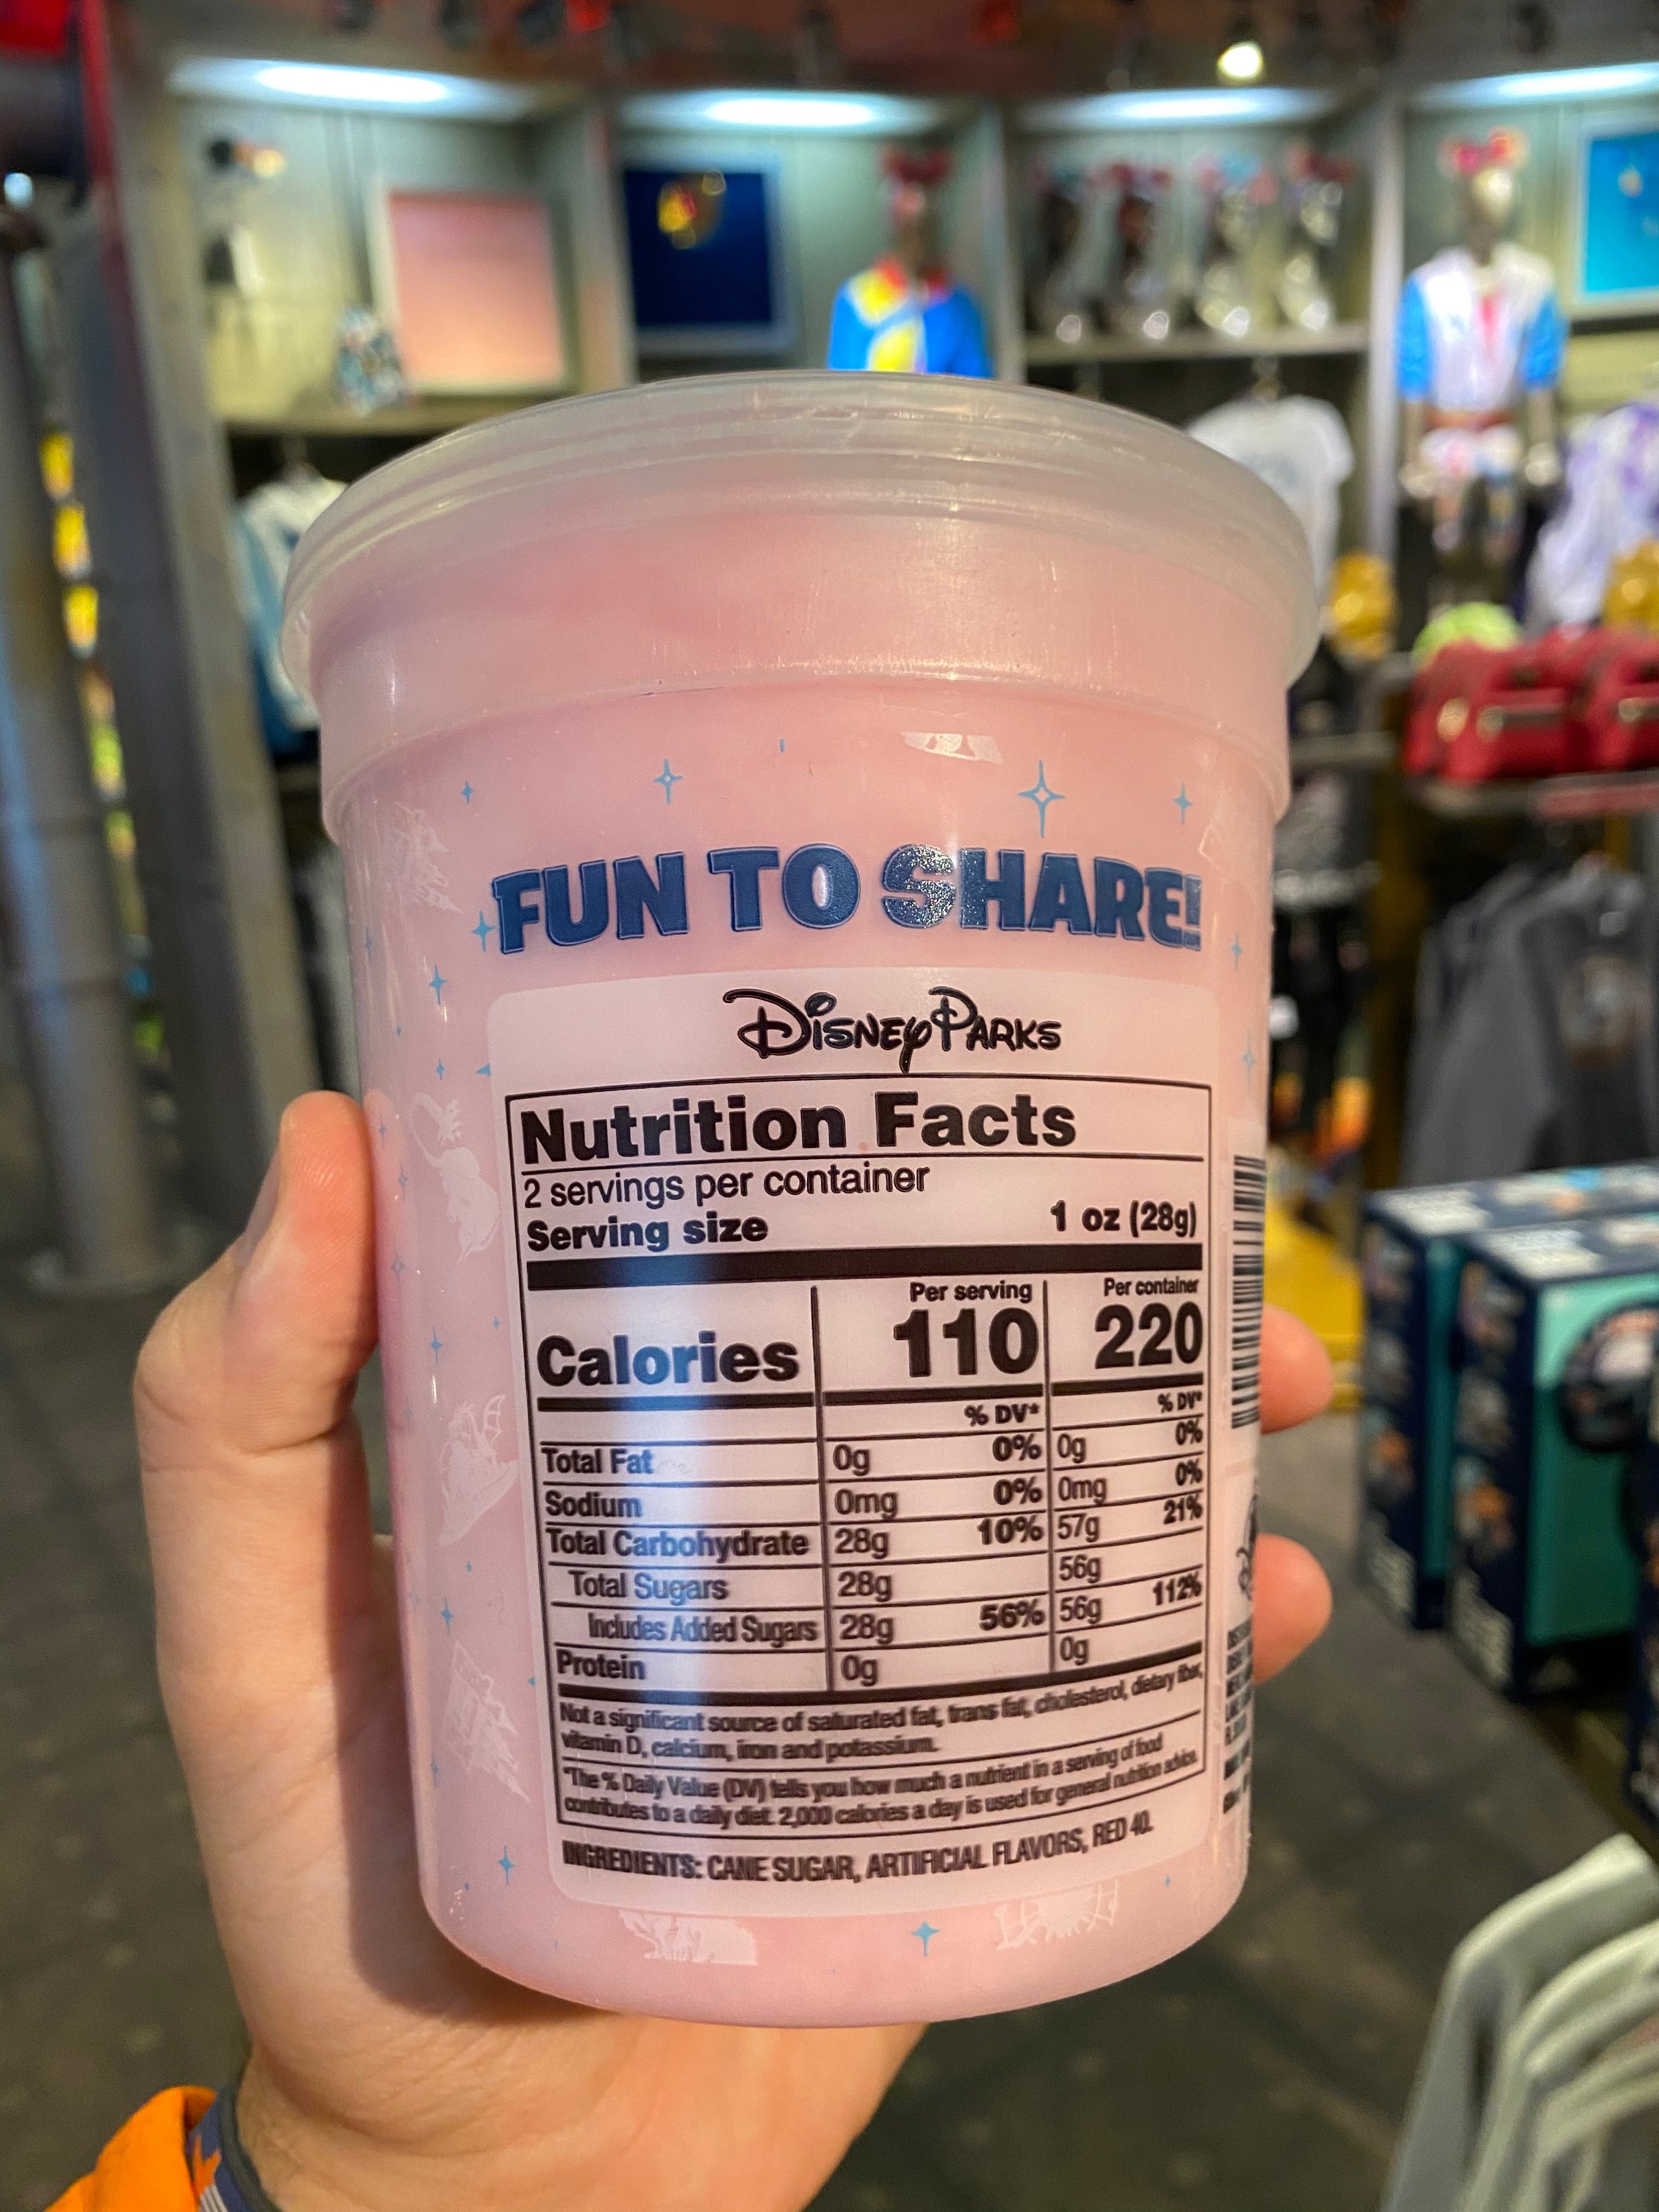 FUN TO SHARE!
Disney Parks
Nutrition Facts
2 servings per container
Serving size 1 oz (28g)
Per serving Per container
Calories 110 220
% DV* % DV*
Total Fat 0g 0% 0g 0%
Sodium 0mg 0% 0mg 0%
Total Carbohydrate 28g 10% 57g 21%
Total Sugars 28g 56g
Includes Added Sugars 28g 56% 56g 112%
Protein 0g 0g
Not a significant source of saturated fat, trans fat, cholesterol, dietary fiber,
vitamin D, calcium, iron and potassium.
*The % Daily Value (DV) tells you how much a nutrient in a serving of food
contributes to a daily diet. 2,000 calories a day is used for general nutrition advice.
INGREDIENTS: CANE SUGAR, ARTIFICIAL FLAVORS, RED 40.